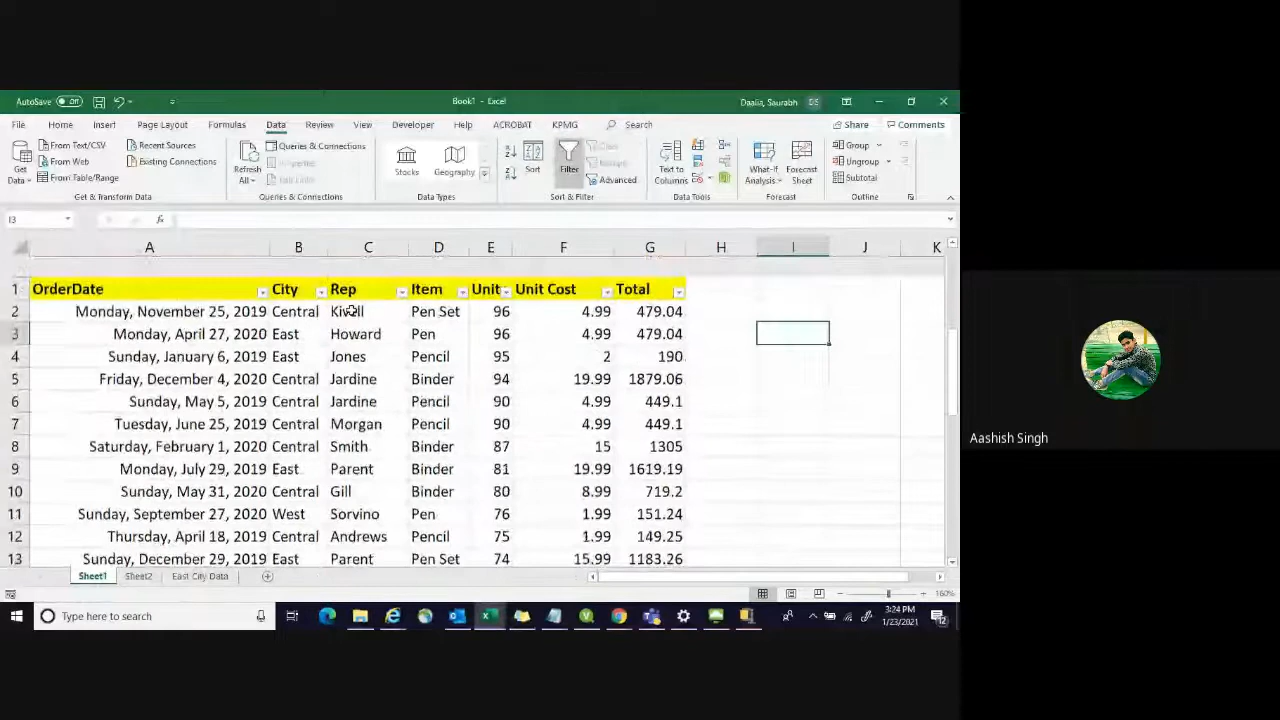 AutoSave Off
Book1 - Excel
Daalia, Saurabh DS
File Home Insert Page Layout Formulas Data Review View Developer Help ACROBAT KPMG Search Share Comments
Get Data
From Text/CSV
From Web
From Table/Range
Recent Sources
Existing Connections
Get & Transform Data
Refresh All
Queries & Connections
Properties
Edit Links
Queries & Connections
Stocks
Geography
Data Types
Sort
Filter
Clear
Reapply
Advanced
Sort & Filter
Text to Columns
Data Tools
What-If Analysis
Forecast Sheet
Forecast
Group
Ungroup
Subtotal
Outline
I3 fx
A B C D E F G H I J K
1 OrderDate City Rep Item Unit Unit Cost Total
2 Monday, November 25, 2019 Central Pen Set 96 4.99 479.04
3 Monday, April 27, 2020 East Howard Pen 96 4.99 479.04
4 Sunday, January 6, 2019 East Jones Pencil 95 2 190
5 Friday, December 4, 2020 Central Jardine Binder 94 19.99 1879.06
6 Sunday, May 5, 2019 Central Jardine Pencil 90 4.99 449.1
7 Tuesday, June 25, 2019 Central Morgan Pencil 90 4.99 449.1
8 Saturday, February 1, 2020 Central Smith Binder 87 15 1305
9 Monday, July 29, 2019 East Parent Binder 81 19.99 1619.19
10 Sunday, May 31, 2020 Central Gill Binder 80 8.99 719.2
11 Sunday, September 27, 2020 West Sorvino Pen 76 1.99 151.24
12 Thursday, April 18, 2019 Central Andrews Pencil 75 1.99 149.25
13 Sunday, December 29, 2019 East Parent Pen Set 74 15.99 1183.26
Sheet1 Sheet2 East City Data
160%
Type here to search
3:24 PM
1/23/2021
12
Aashish Singh